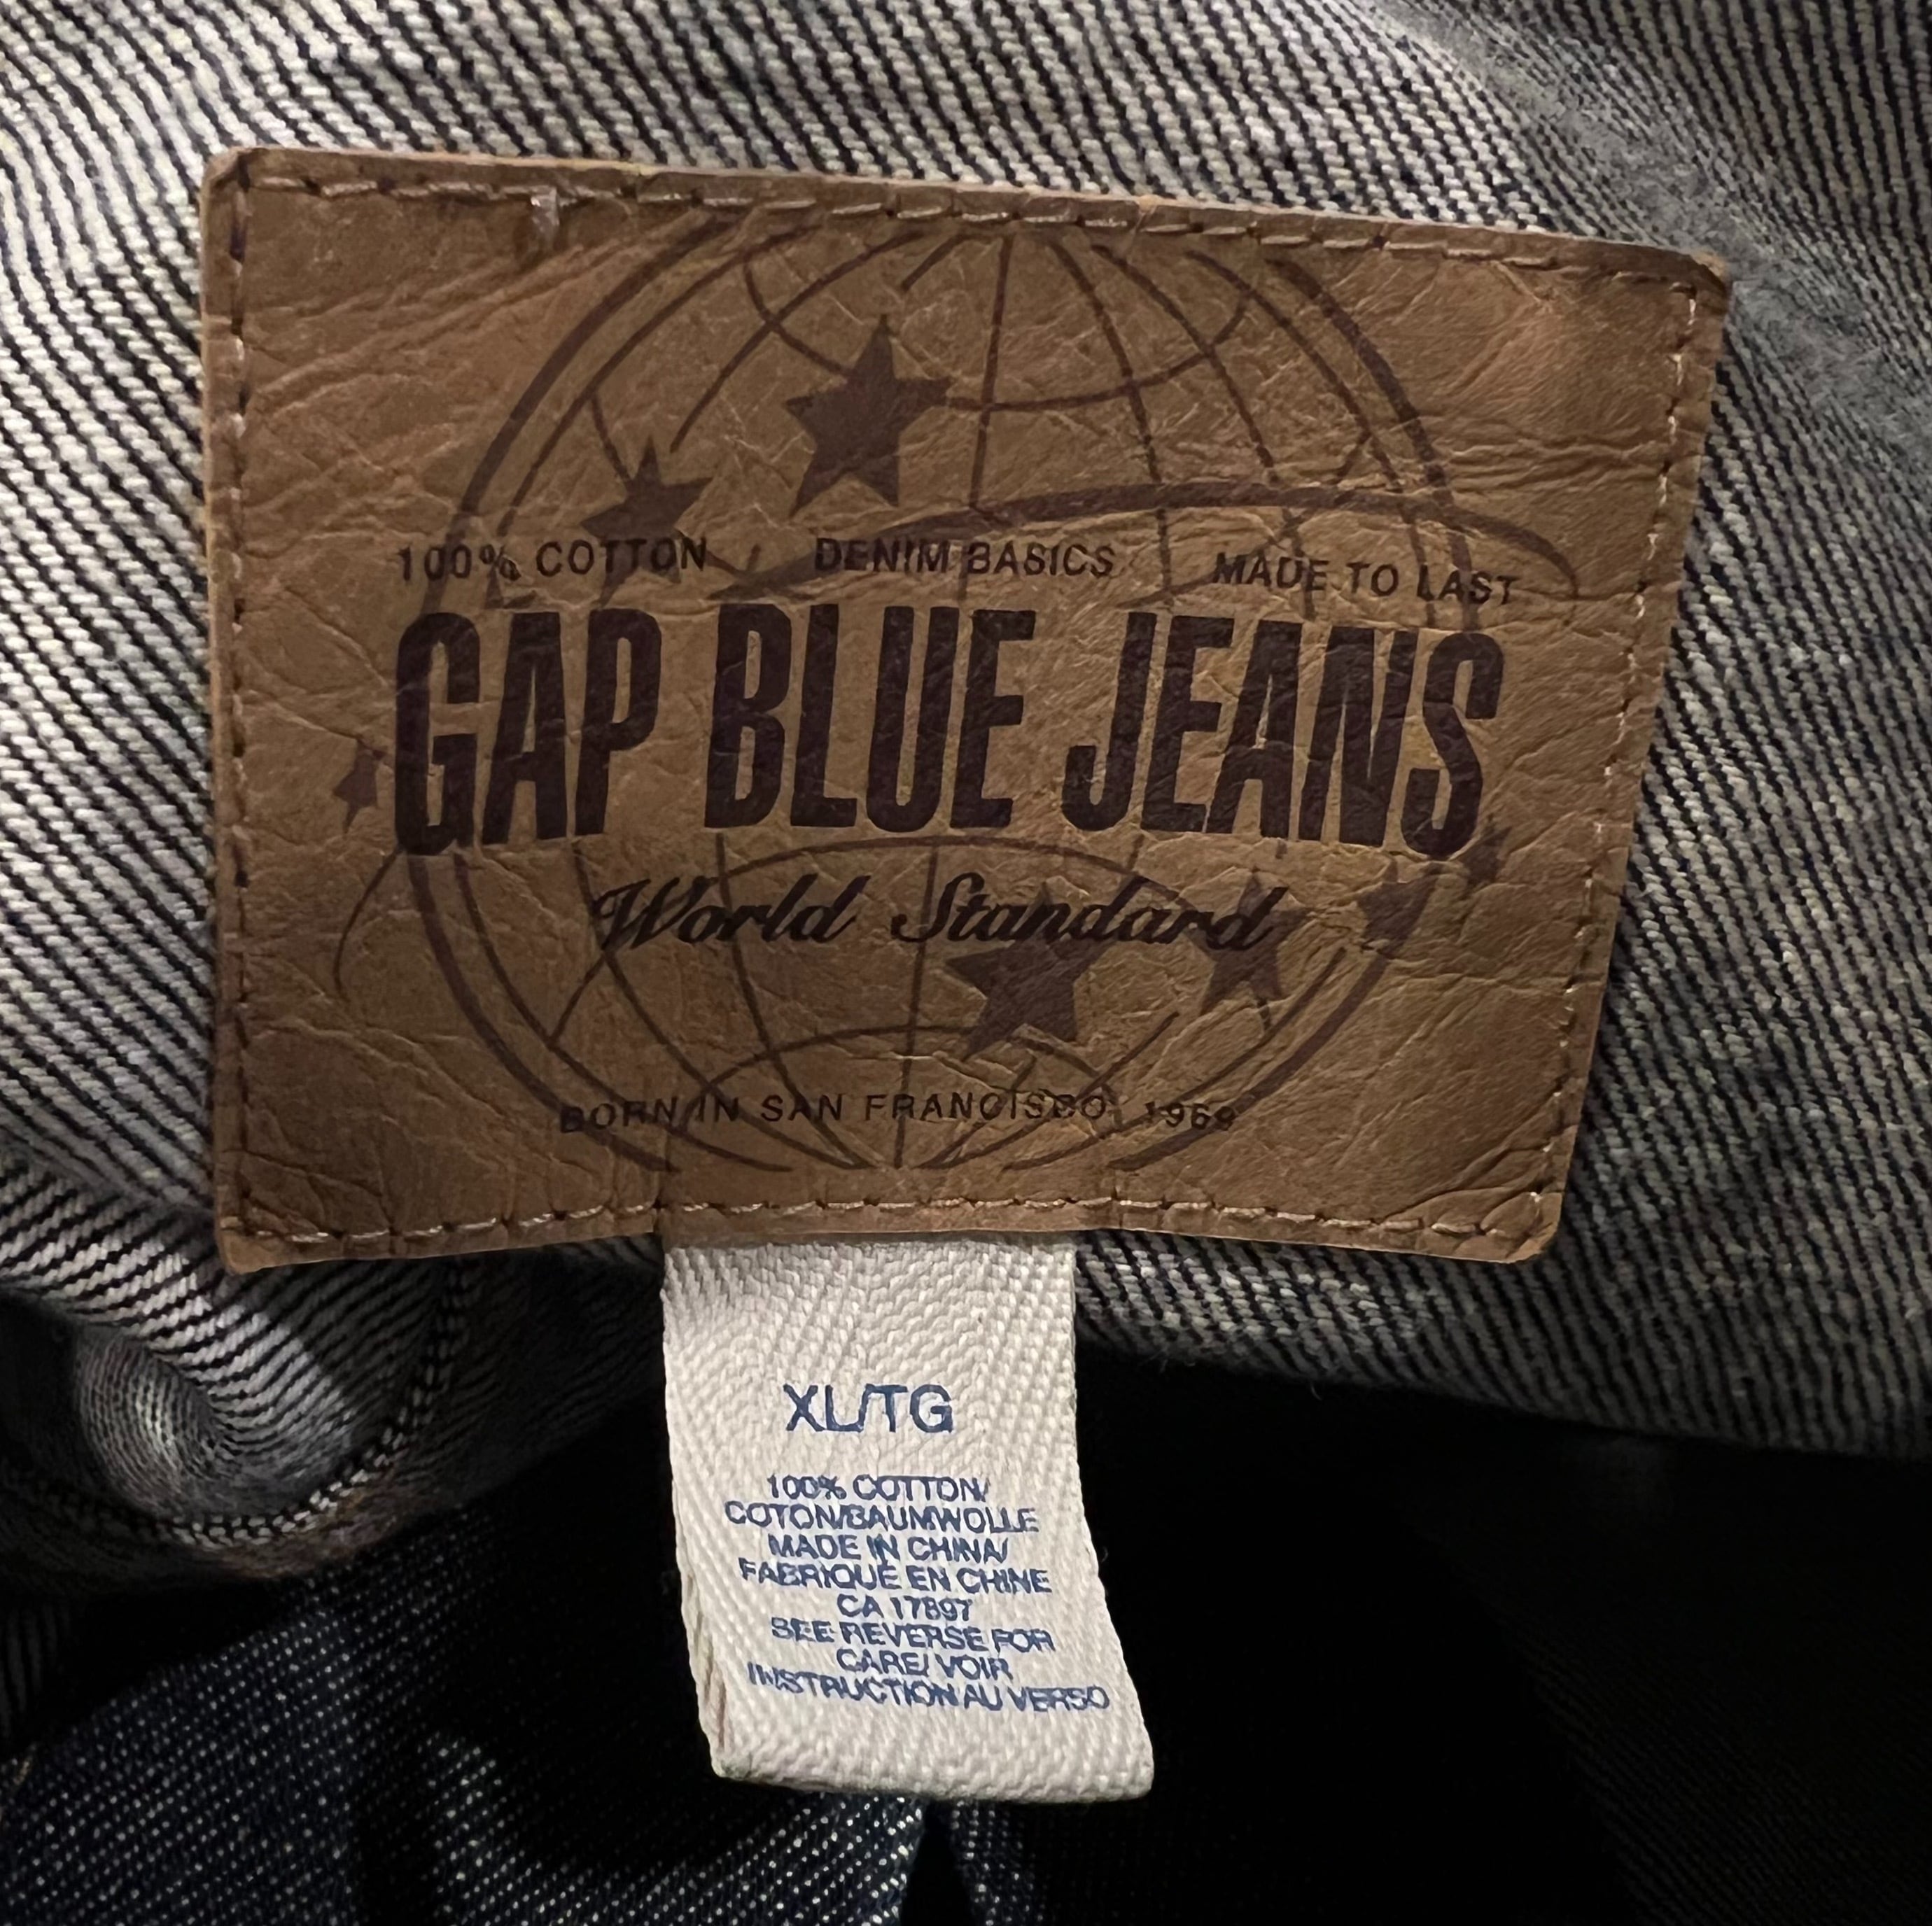 100% COTTON DENIM BASICS MADE TO LAST
GAP BLUE JEANS
World Standard
BORN IN SAN FRANCISCO, 1969
XL/TG
100% COTTON/
COTON/BAUMWOLLE
MADE IN CHINA/
FABRIQUÉ EN CHINE
CA 17897
SEE REVERSE FOR
CARE/ VOIR
INSTRUCTION AU VERSO